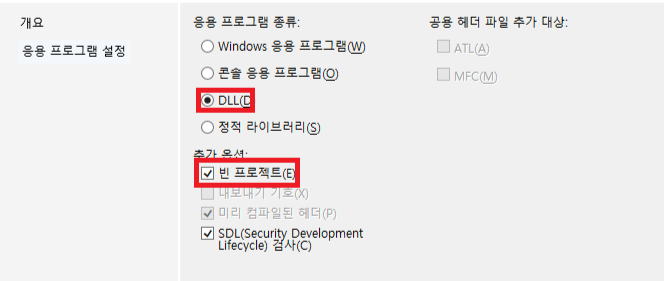 개요
응용 프로그램 설정
응용 프로그램 종류:
Windows 응용 프로그램(W)
콘솔 응용 프로그램(O)
DLL(D
정적 라이브러리(S)
추가 옵션:
빈 프로젝트(E)
내보내기 기호(X)
미리 컴파일된 헤더(P)
SDL(Security Development
Lifecycle) 검사(C)
공용 헤더 파일 추가 대상:
ATL(A)
MFC(M)